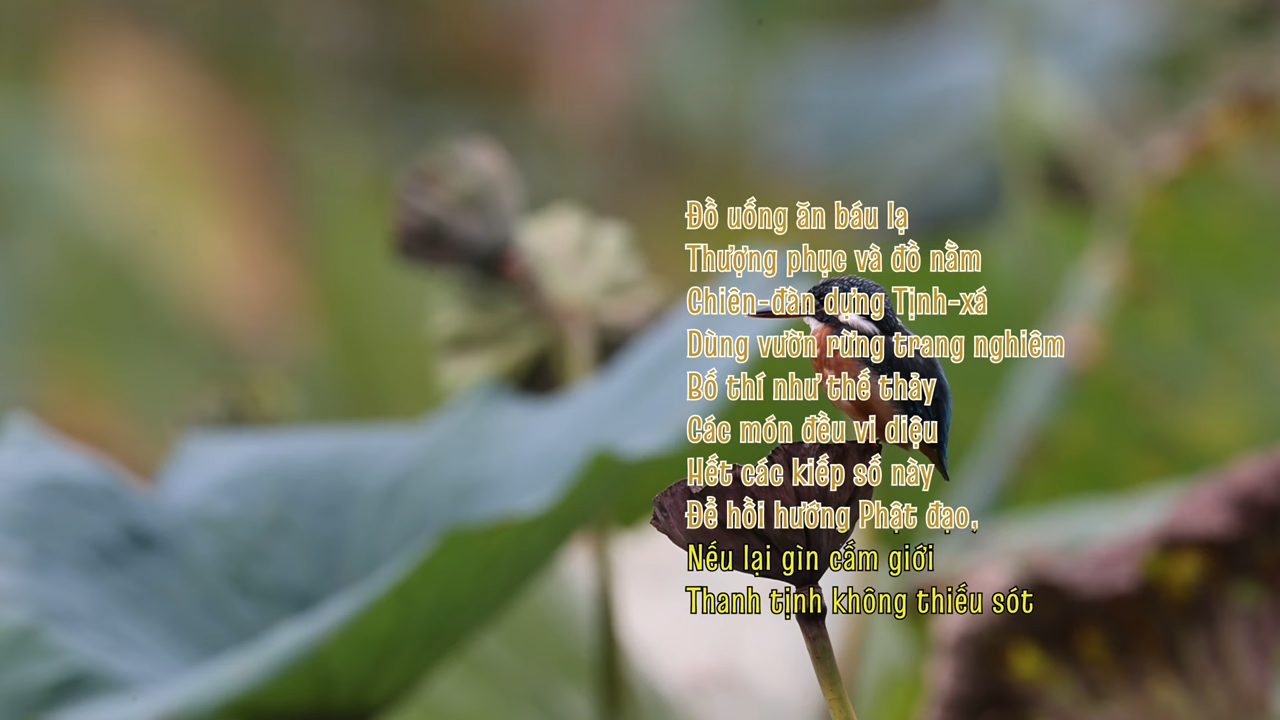 Đồ uống ăn báu lạ
Thượng phục và đồ nằm
Chiên-đàn dựng Tịnh-xá
Dùng vườn rừng trang nghiêm
Bố thí như thế thảy
Các món đều vi diệu
Hết các kiếp số này
Để hồi hướng Phật đạo,
Nếu lại gìn cấm giới
Thanh tịnh không thiếu sót